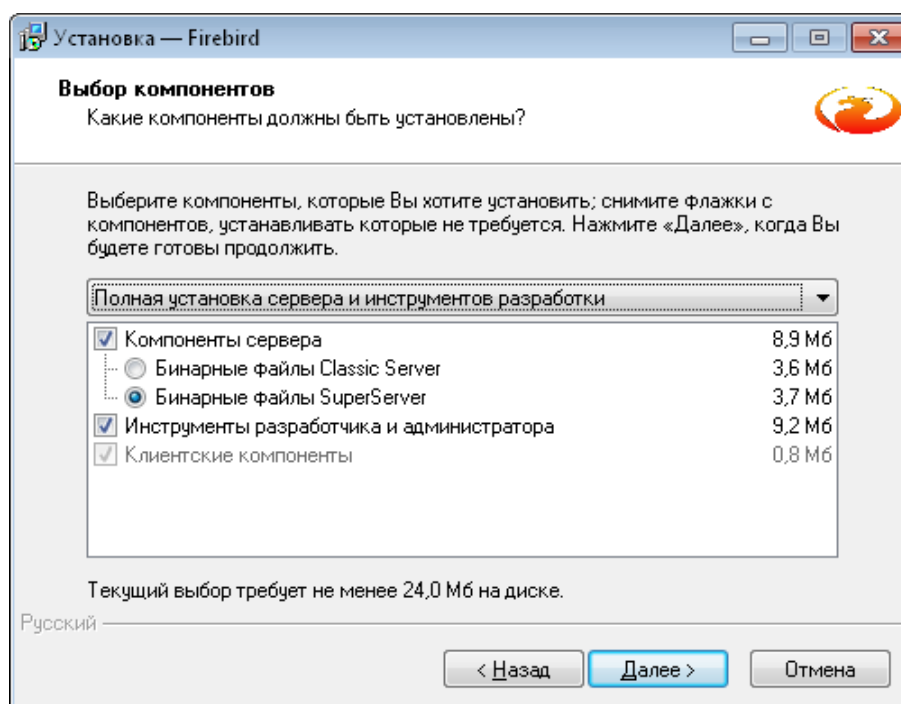 Установка — Firebird
Выбор компонентов
Какие компоненты должны быть установлены?
Выберите компоненты, которые Вы хотите установить; снимите флажки с
компонентов, устанавливать которые не требуется. Нажмите «Далее», когда Вы
будете готовы продолжить.
Полная установка сервера и инструментов разработки
Компоненты сервера 8,9 Мб
Бинарные файлы Classic Server 3,6 Мб
Бинарные файлы SuperServer 3,7 Мб
Инструменты разработчика и администратора 9,2 Мб
Клиентские компоненты 0,8 Мб
Текущий выбор требует не менее 24,0 Мб на диске.
Русский
< Назад Далее > Отмена